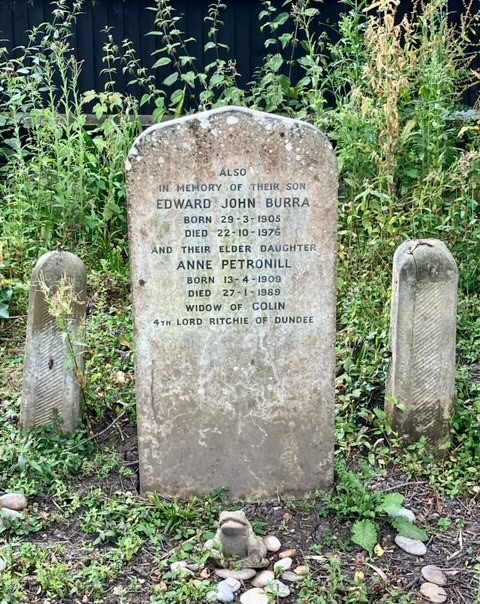 ALSO
IN MEMORY OF THEIR SON
EDWARD JOHN BURRA
BORN 29-3-1905
DIED 22-10-1976
AND THEIR ELDER DAUGHTER
ANNE PETRONILL
BORN 13-4-1909
DIED 27-1-1989
WIDOW OF COLIN
4TH LORD RITCHIE OF DUNDEE